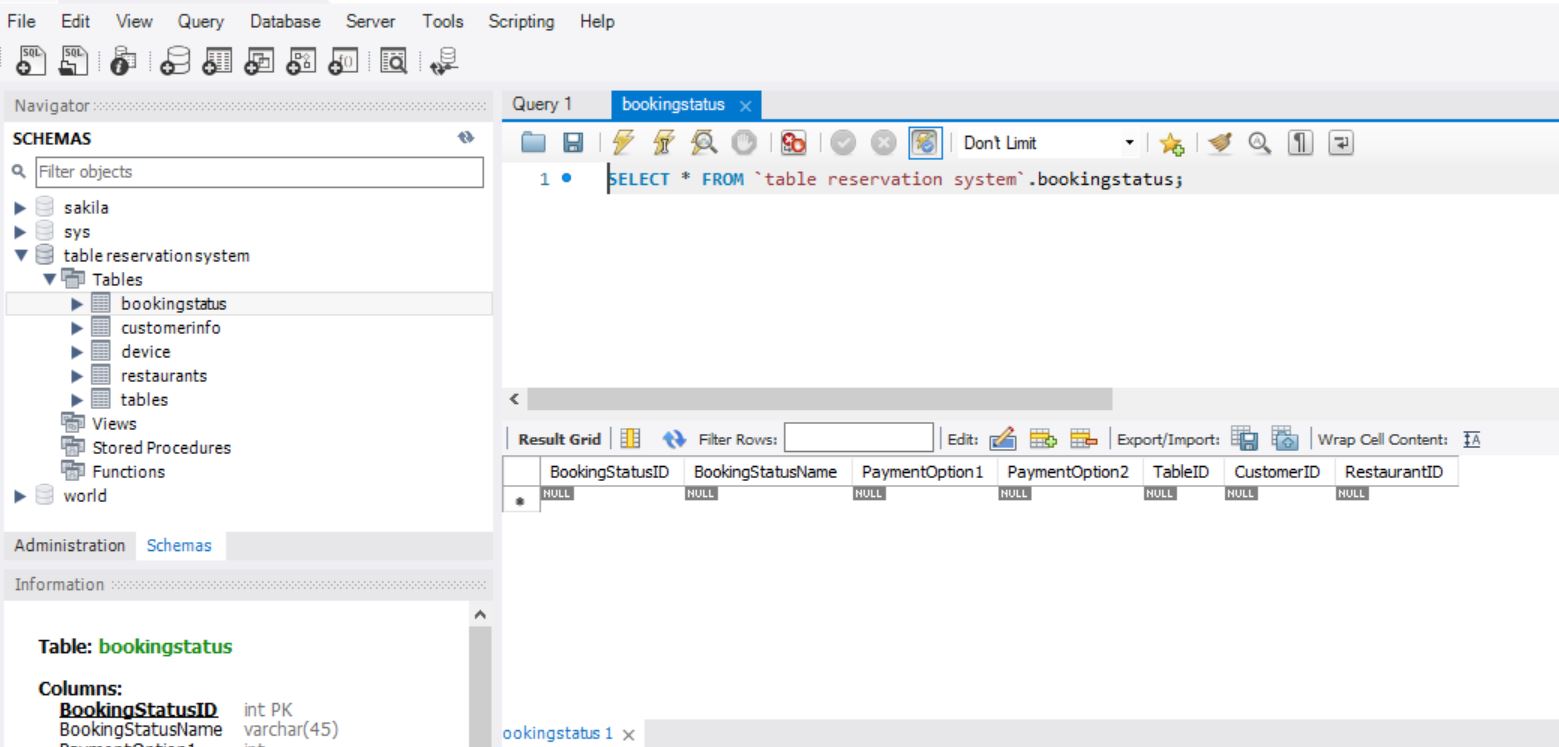 File Edit View Query Database Server Tools Scripting Help
SQL SQL
Navigator
SCHEMAS
Filter objects
sakila
sys
table reservation system
Tables
bookingstatus
customerinfo
device
restaurants
tables
Views
Stored Procedures
Functions
world
Administration Schemas
Information
Table: bookingstatus
Columns:
BookingStatusID int PK
BookingStatusName varchar(45)
PaymentOption1 int
Query 1 bookingstatus
Don't Limit
1 SELECT * FROM `table reservation system`.bookingstatus;
Result Grid Filter Rows: Edit: Export/Import: Wrap Cell Content:
BookingStatusID BookingStatusName PaymentOption1 PaymentOption2 TableID CustomerID RestaurantID
NULL NULL NULL NULL NULL NULL NULL
ookingstatus 1